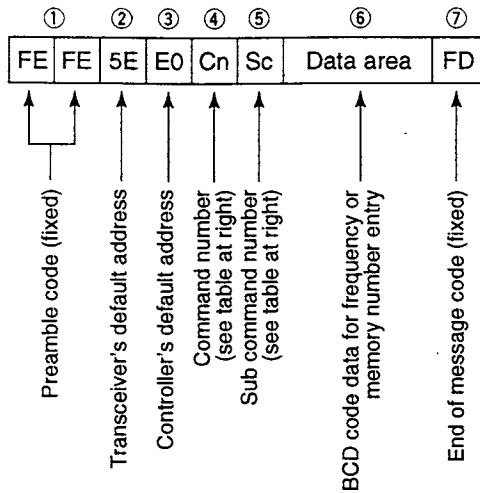 ① ② ③ ④ ⑤ ⑥ ⑦
FE FE 5E E0 Cn Sc Data area FD
Preamble code (fixed)
Transceiver's default address
Controller's default address
Command number
(see table at right)
Sub command number
(see table at right)
BCD code data for frequency or
memory number entry
End of message code (fixed)